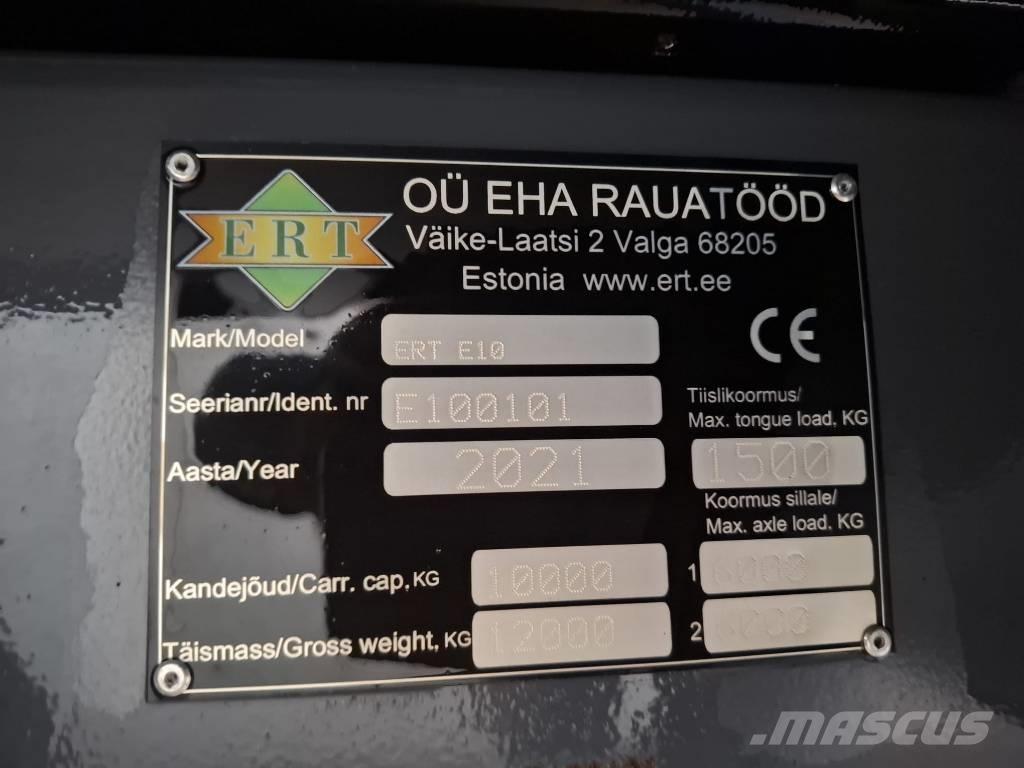 ERT
OÜ EHA RAUATÖÖD
Väike-Laatsi 2 Valga 68205
Estonia www.ert.ee
CE
Mark/Model ERT E10
Seerianr/Ident. nr E100101
Aasta/Year 2021
Tiislikoormus/
Max. tongue load, KG
1500
Koormus sillale/
Max. axle load. KG
Kandejõud/Carr. cap, KG 10000
1 6000
Täismass/Gross weight, KG 12000
2
MASCUS